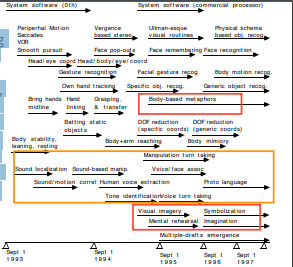 System software (0th)
System software (commercial processor)
Peripherhal Motion
Saccades
VOR
Smooth pursuit
Vergence
based stereo
Ullman-esque
visual routines
Physical schema
based obj. recog.
Face pop-outs
Face remembering
Face recognition
Head/eye coord
Head/body/eye/coord
Gesture recognition
Facial gesture recog.
Body motion recog.
Own hand tracking
Specific obj. recog.
Generic object recog.
Bring hands
midline
Hand
linking
Grasping,
& transfer
Body-based metaphors
Batting static
objects
DOF reduction
(specific coords)
DOF reduction
(generic coords)
Body stability,
leaning, resting
Body+arm reaching
Body mimicry
Manipulation turn taking
Sound localization
Sound-based manip.
Voice/face assoc
Sound/motion correl
Human voice extraction
Proto language
Tone identification
Voice turn taking
Visual imagery
Symbolization
Mental rehearsal
Imagination
Multiple-drafts emergence
Sept 1
1993
Sept 1
1994
Sept 1
1995
Sept 1
1996
Sept 1
1997